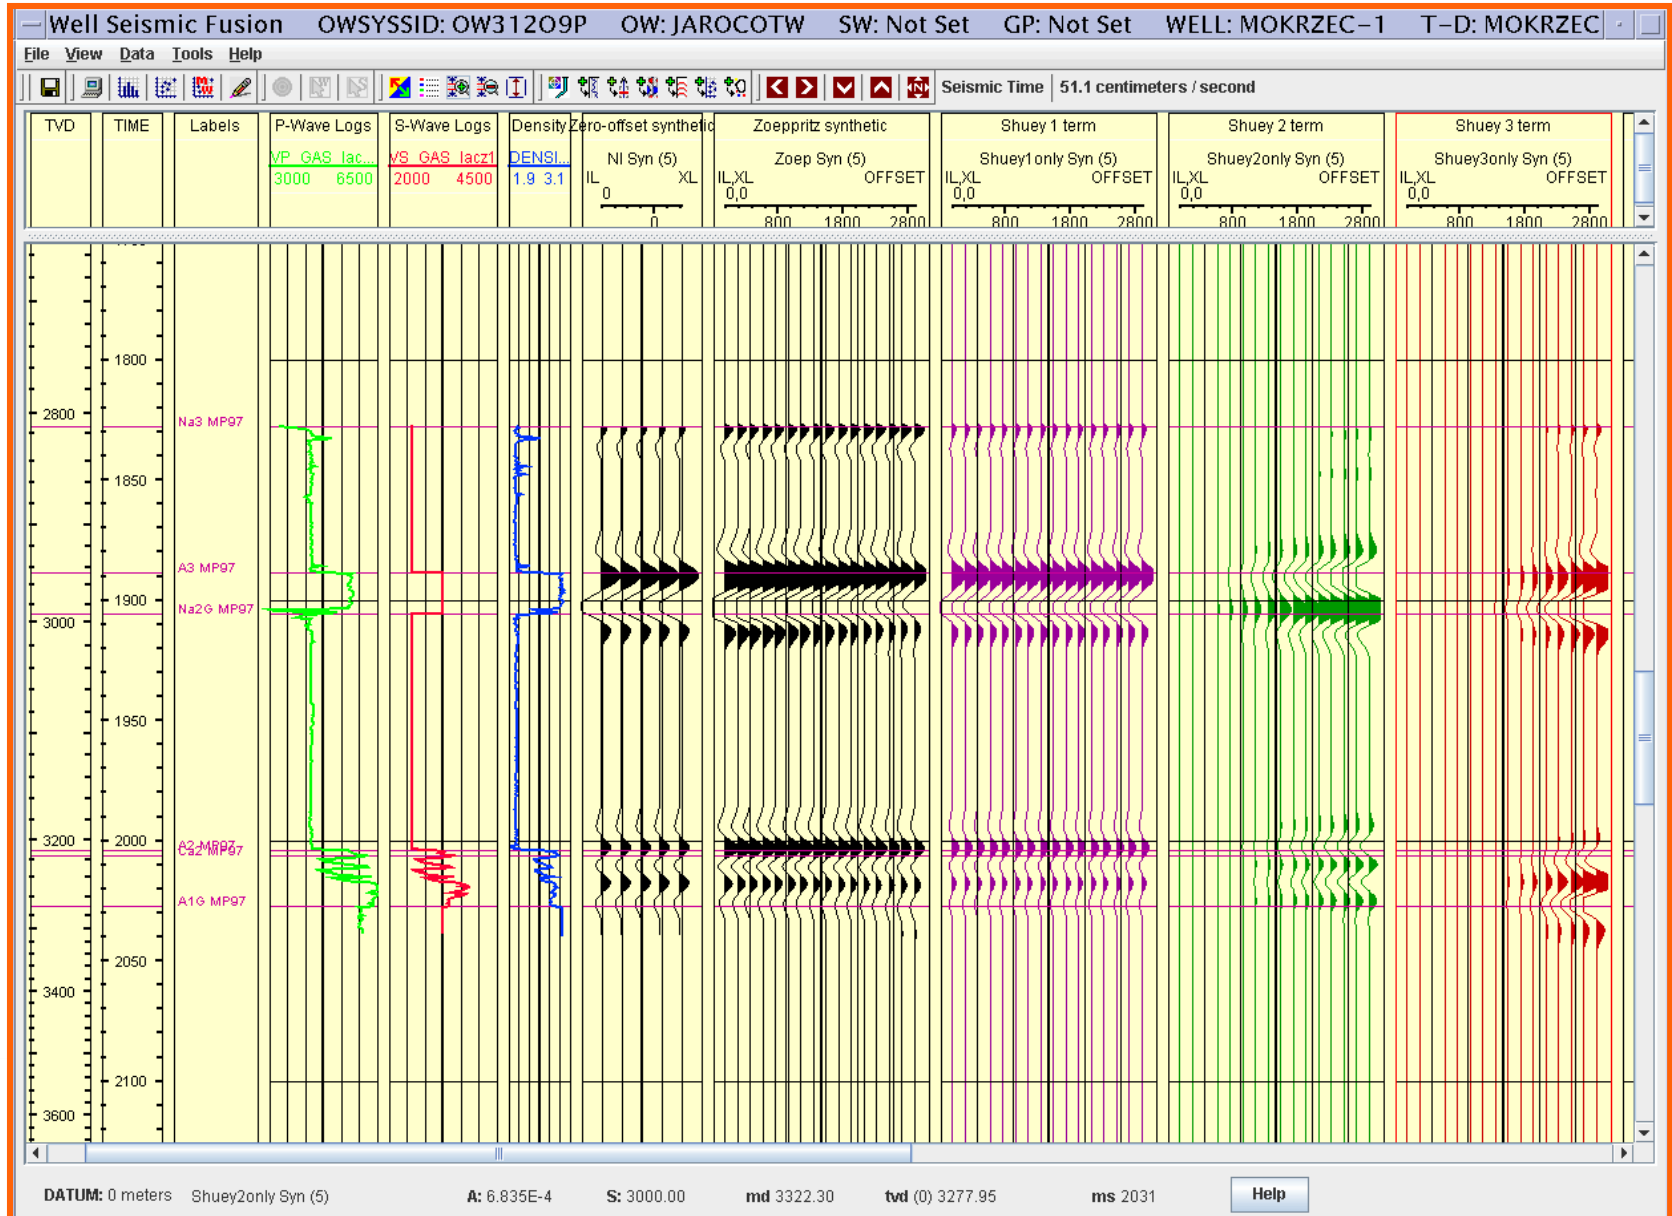 Well Seismic Fusion OWSYSSID: OW312O9P OW: JAROCOTW SW: Not Set GP: Not Set WELL: MOKRZEC-1 T-D: MOKRZEC
File View Data Tools Help
Seismic Time 51.1 centimeters / second
TVD TIME Labels P-Wave Logs S-Wave Logs Density Zero-offset synthetic Zoeppritz synthetic Shuey 1 term Shuey 2 term Shuey 3 term
VP_GAS_lac... VS_GAS_lacz1 DENSI... NI Syn (5) Zoep Syn (5) Shuey1only Syn (5) Shuey2only Syn (5) Shuey3only Syn (5)
3000 6500 2000 4500 1.9 3.1 IL XL IL,XL OFFSET IL,XL OFFSET IL,XL OFFSET IL,XL OFFSET
0 0,0 0,0 0,0 0,0
0 800 1800 2800 800 1800 2800 800 1800 2800 800 1800 2800
1800
2800
Na3 MP97
1850
A3 MP97
1900
Na2G MP97
3000
1950
3200 2000
A2 MP97
Ca2 MP97
A1G MP97
2050
3400
2100
3600
DATUM: 0 meters Shuey2only Syn (5) A: 6.835E-4 S: 3000.00 md 3322.30 tvd (0) 3277.95 ms 2031 Help